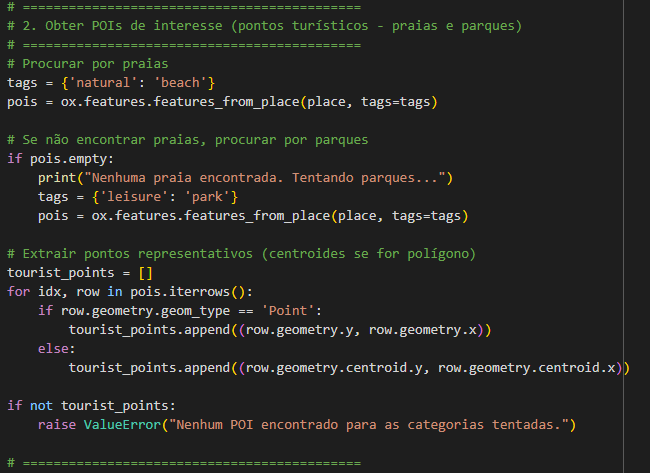 # ============================================
# 2. Obter POIs de interesse (pontos turísticos - praias e parques)
# ============================================
# Procurar por praias
tags = {'natural': 'beach'}
pois = ox.features.features_from_place(place, tags=tags)

# Se não encontrar praias, procurar por parques
if pois.empty:
    print("Nenhuma praia encontrada. Tentando parques...")
    tags = {'leisure': 'park'}
    pois = ox.features.features_from_place(place, tags=tags)

# Extrair pontos representativos (centroides se for polígono)
tourist_points = []
for idx, row in pois.iterrows():
    if row.geometry.geom_type == 'Point':
        tourist_points.append((row.geometry.y, row.geometry.x))
    else:
        tourist_points.append((row.geometry.centroid.y, row.geometry.centroid.x))

if not tourist_points:
    raise ValueError("Nenhum POI encontrado para as categorias tentadas.")

# ============================================